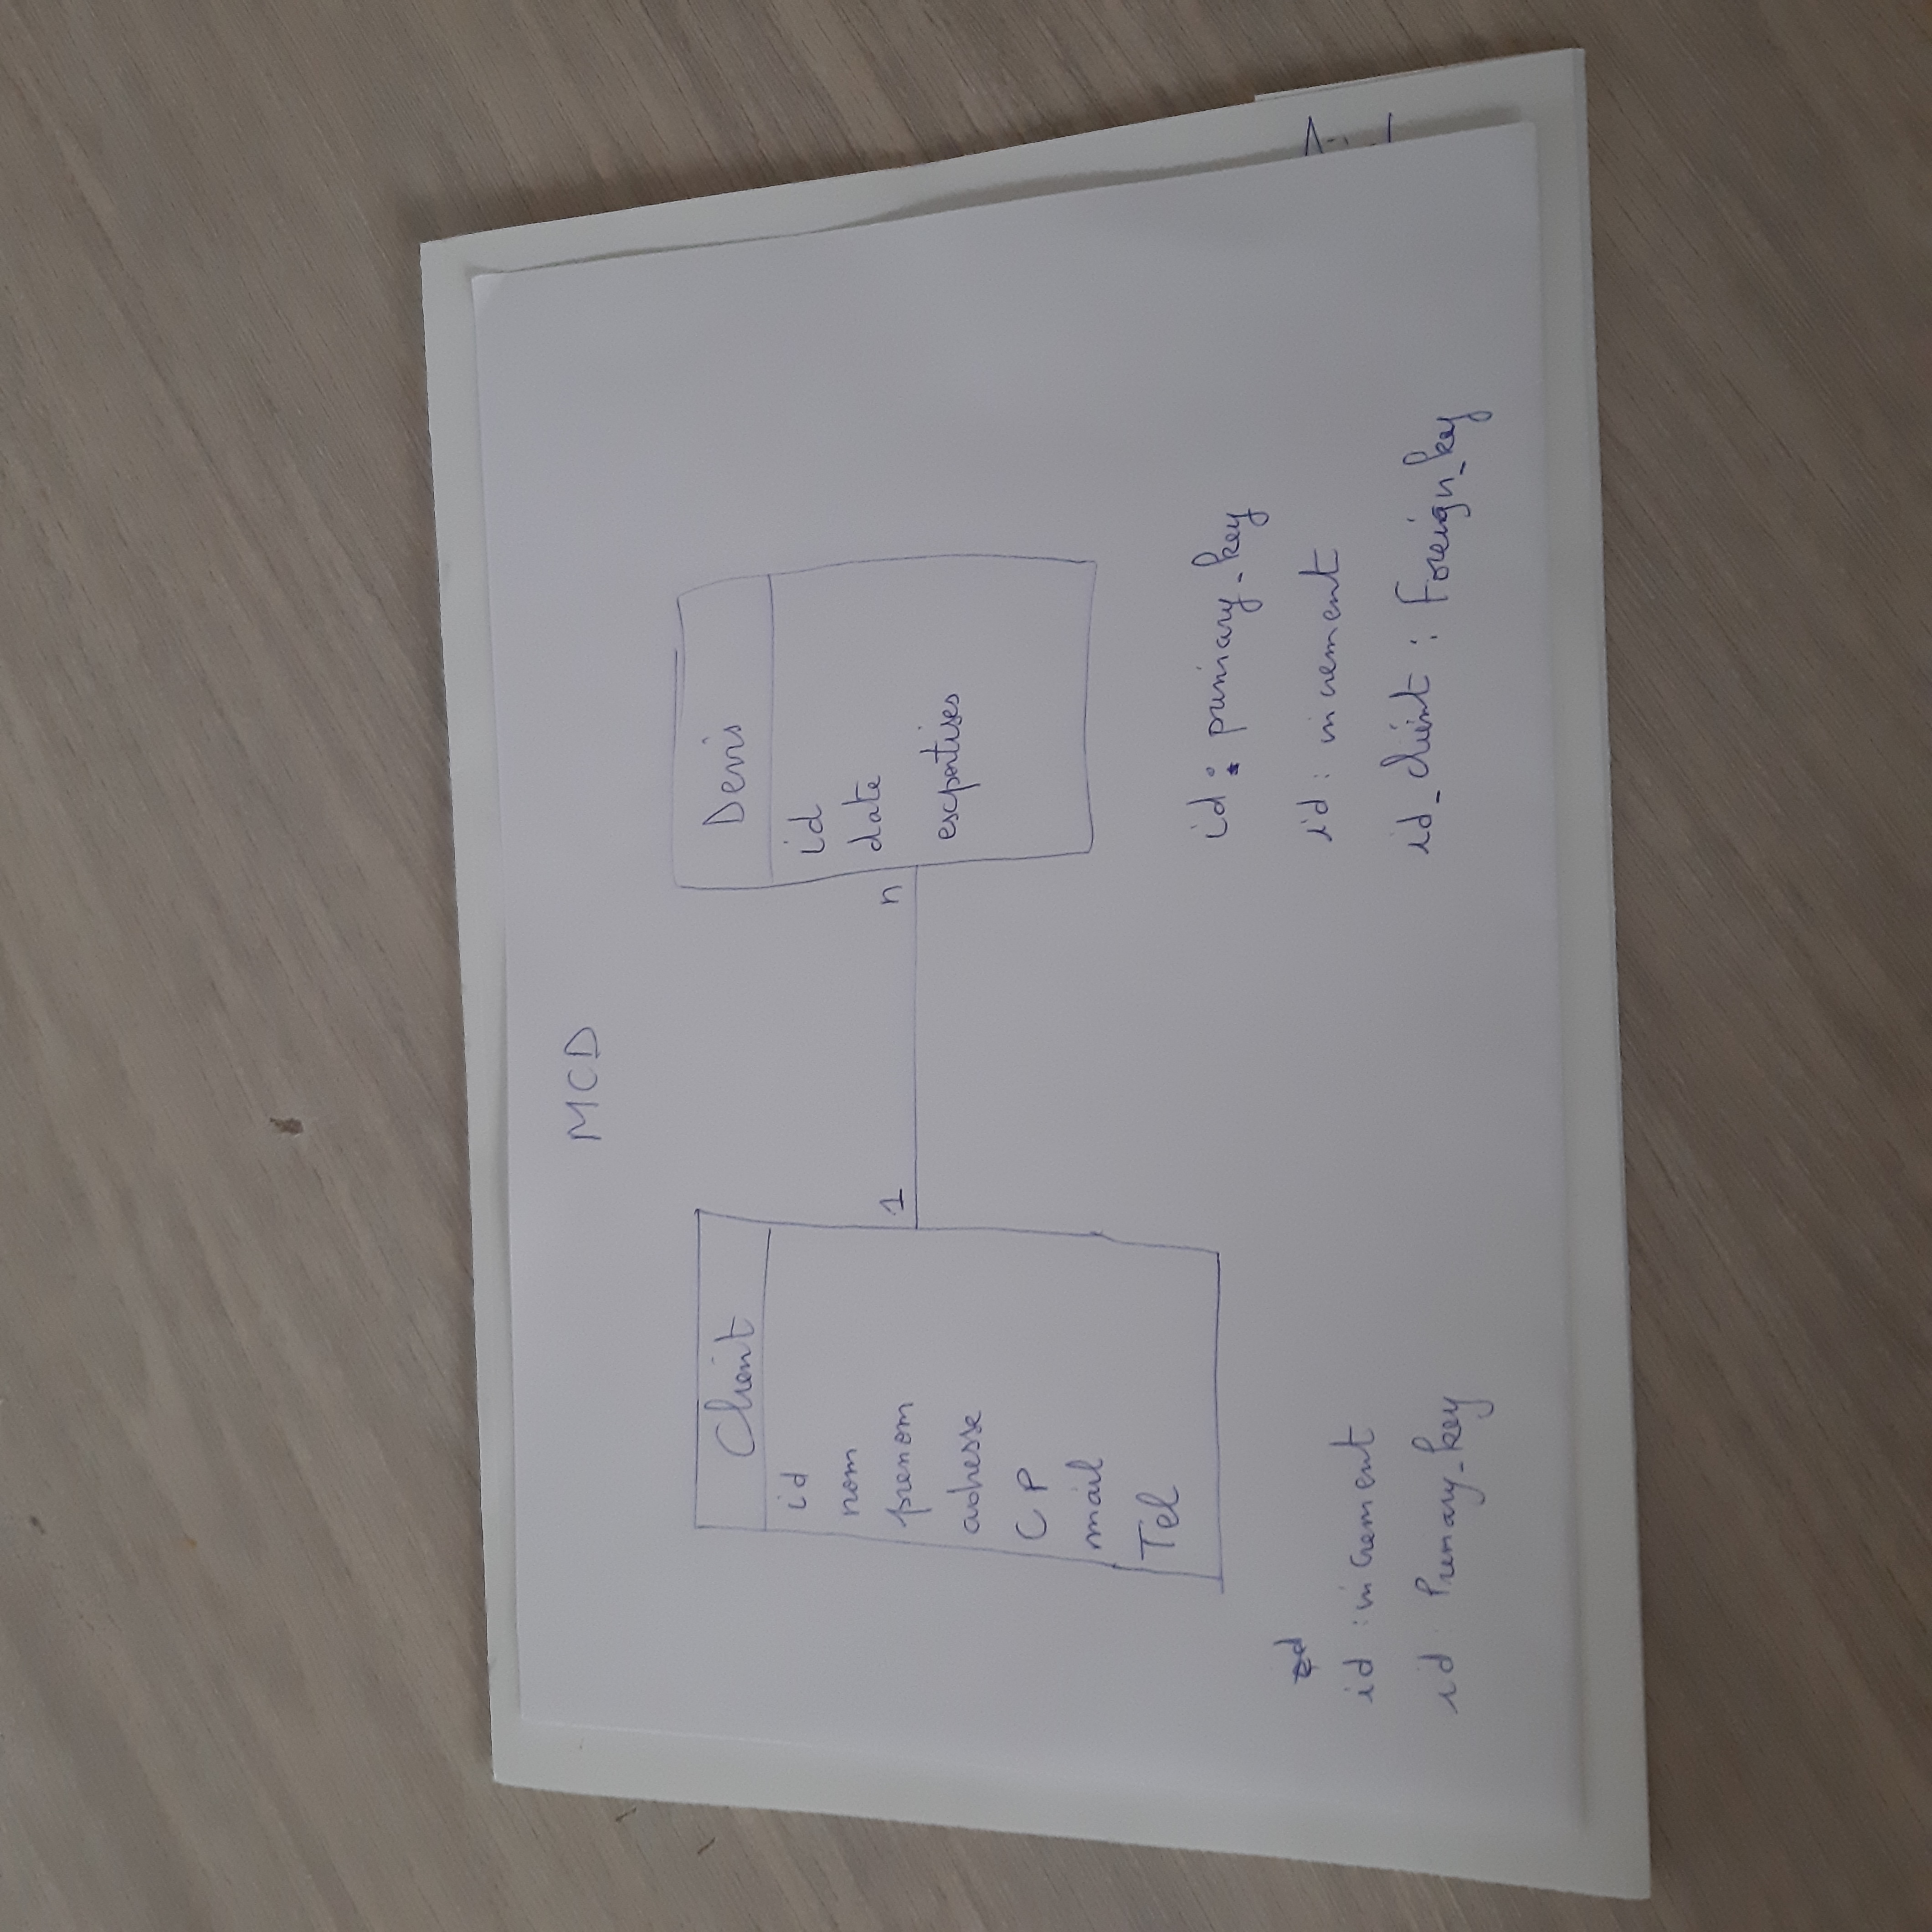 MCD
Client
id
nom
prenom
adresse
CP
mail
Tel
1
n
Devis
id
date
expertises
id : primary_key
id : increment
id_client : Foreign_key
id : increment
id Primary_key